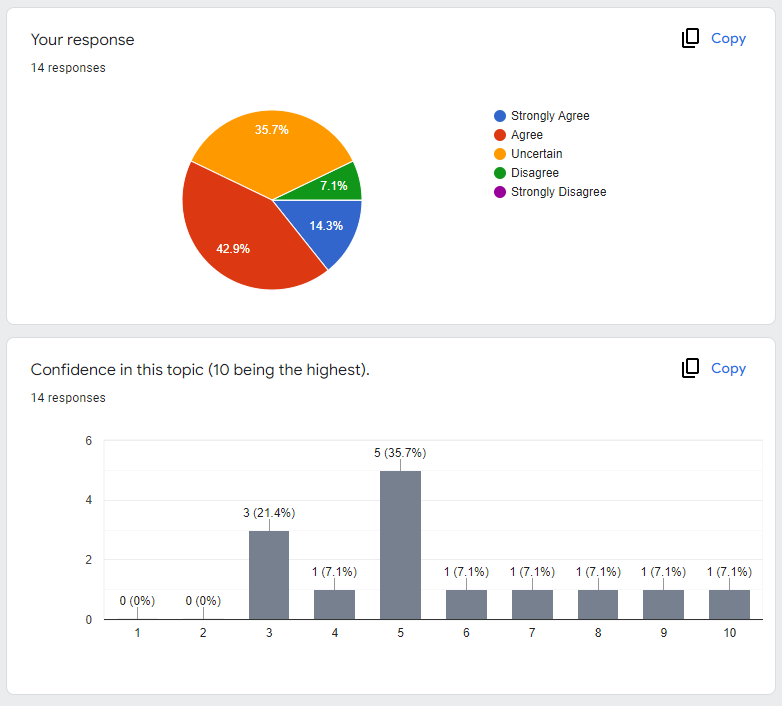 Your response
Copy
14 responses
35.7%
7.1%
14.3%
42.9%
Strongly Agree
Agree
Uncertain
Disagree
Strongly Disagree
Confidence in this topic (10 being the highest).
Copy
14 responses
6
4
2
0
0 (0%)
0 (0%)
3 (21.4%)
1 (7.1%)
5 (35.7%)
1 (7.1%)
1 (7.1%)
1 (7.1%)
1 (7.1%)
1 (7.1%)
1 2 3 4 5 6 7 8 9 10